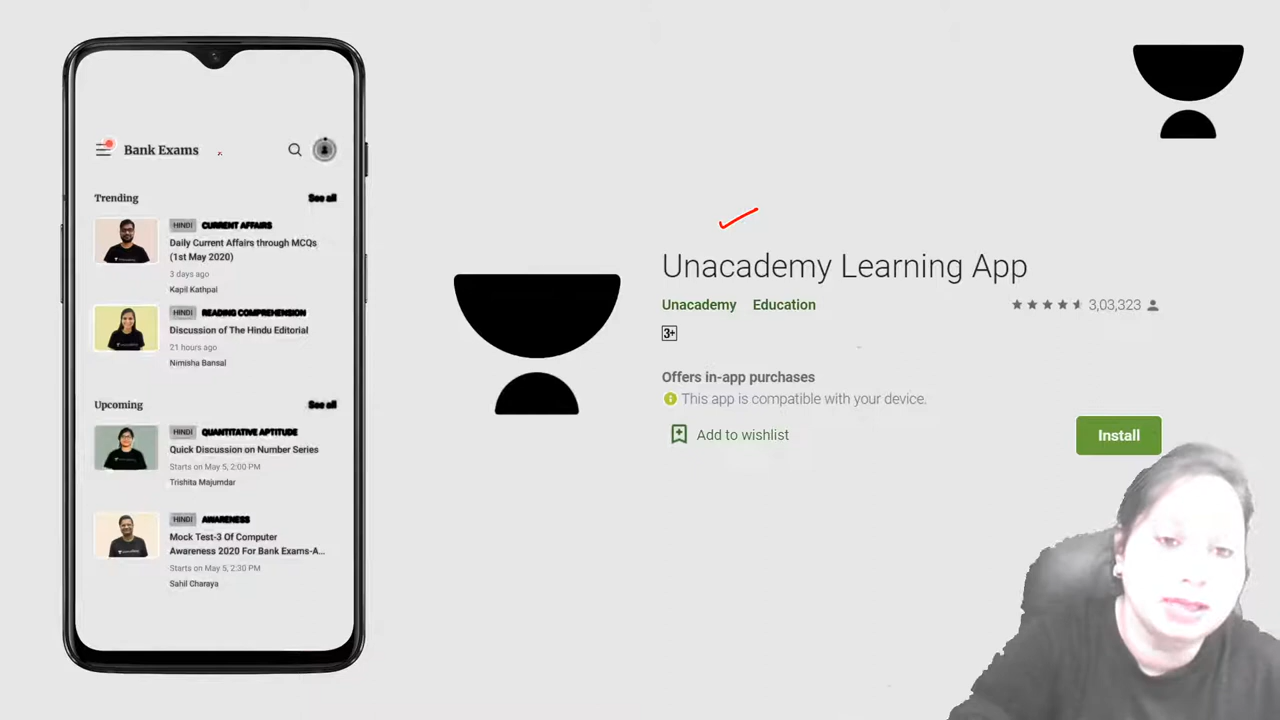 Bank Exams
Trending
See all
HINDI CURRENT AFFAIRS
Daily Current Affairs through MCQs
(1st May 2020)
3 days ago
Kapil Kathpal
HINDI READING COMPREHENSION
Discussion of The Hindu Editorial
21 hours ago
Nimisha Bansal
Upcoming
See all
HINDI QUANTITATIVE APTITUDE
Quick Discussion on Number Series
Starts on May 5, 2:00 PM
Trishita Majumdar
HINDI AWARENESS
Mock Test-3 Of Computer
Awareness 2020 For Bank Exams-A...
Starts on May 5, 2:30 PM
Sahil Charaya
Unacademy Learning App
Unacademy Education
3,03,323
3+
Offers in-app purchases
This app is compatible with your device.
Add to wishlist
Install